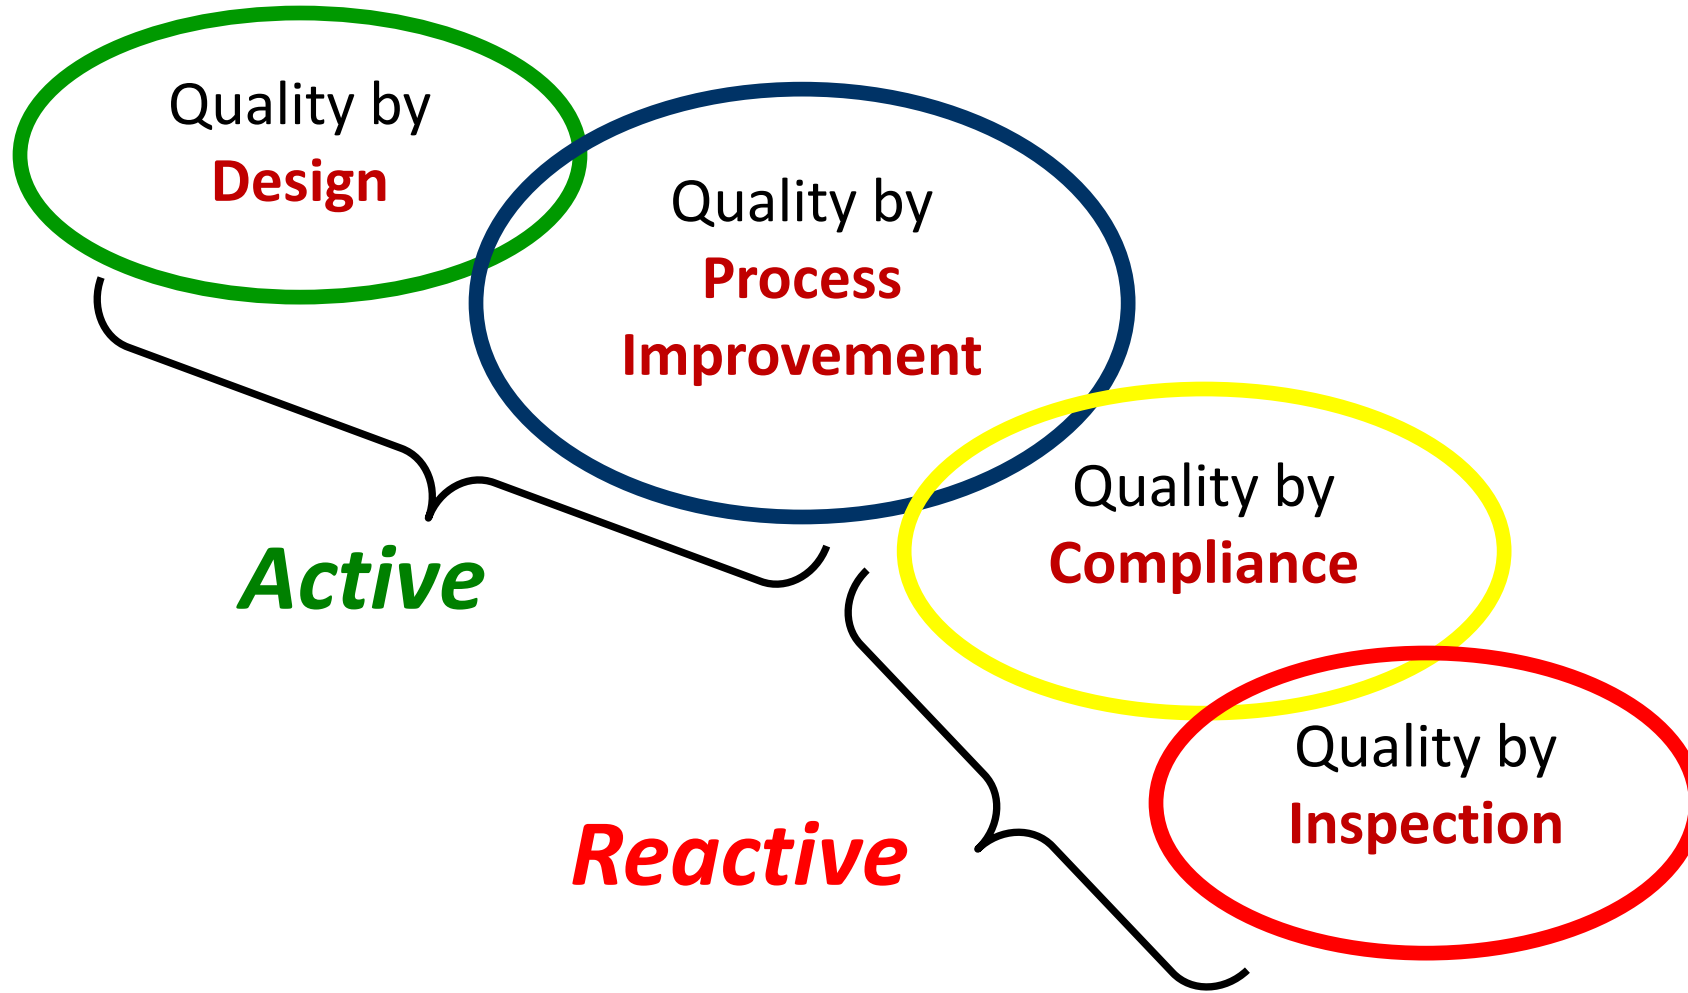 Quality by
Design
Quality by
Process
Improvement
Quality by
Compliance
Active
Quality by
Inspection
Reactive